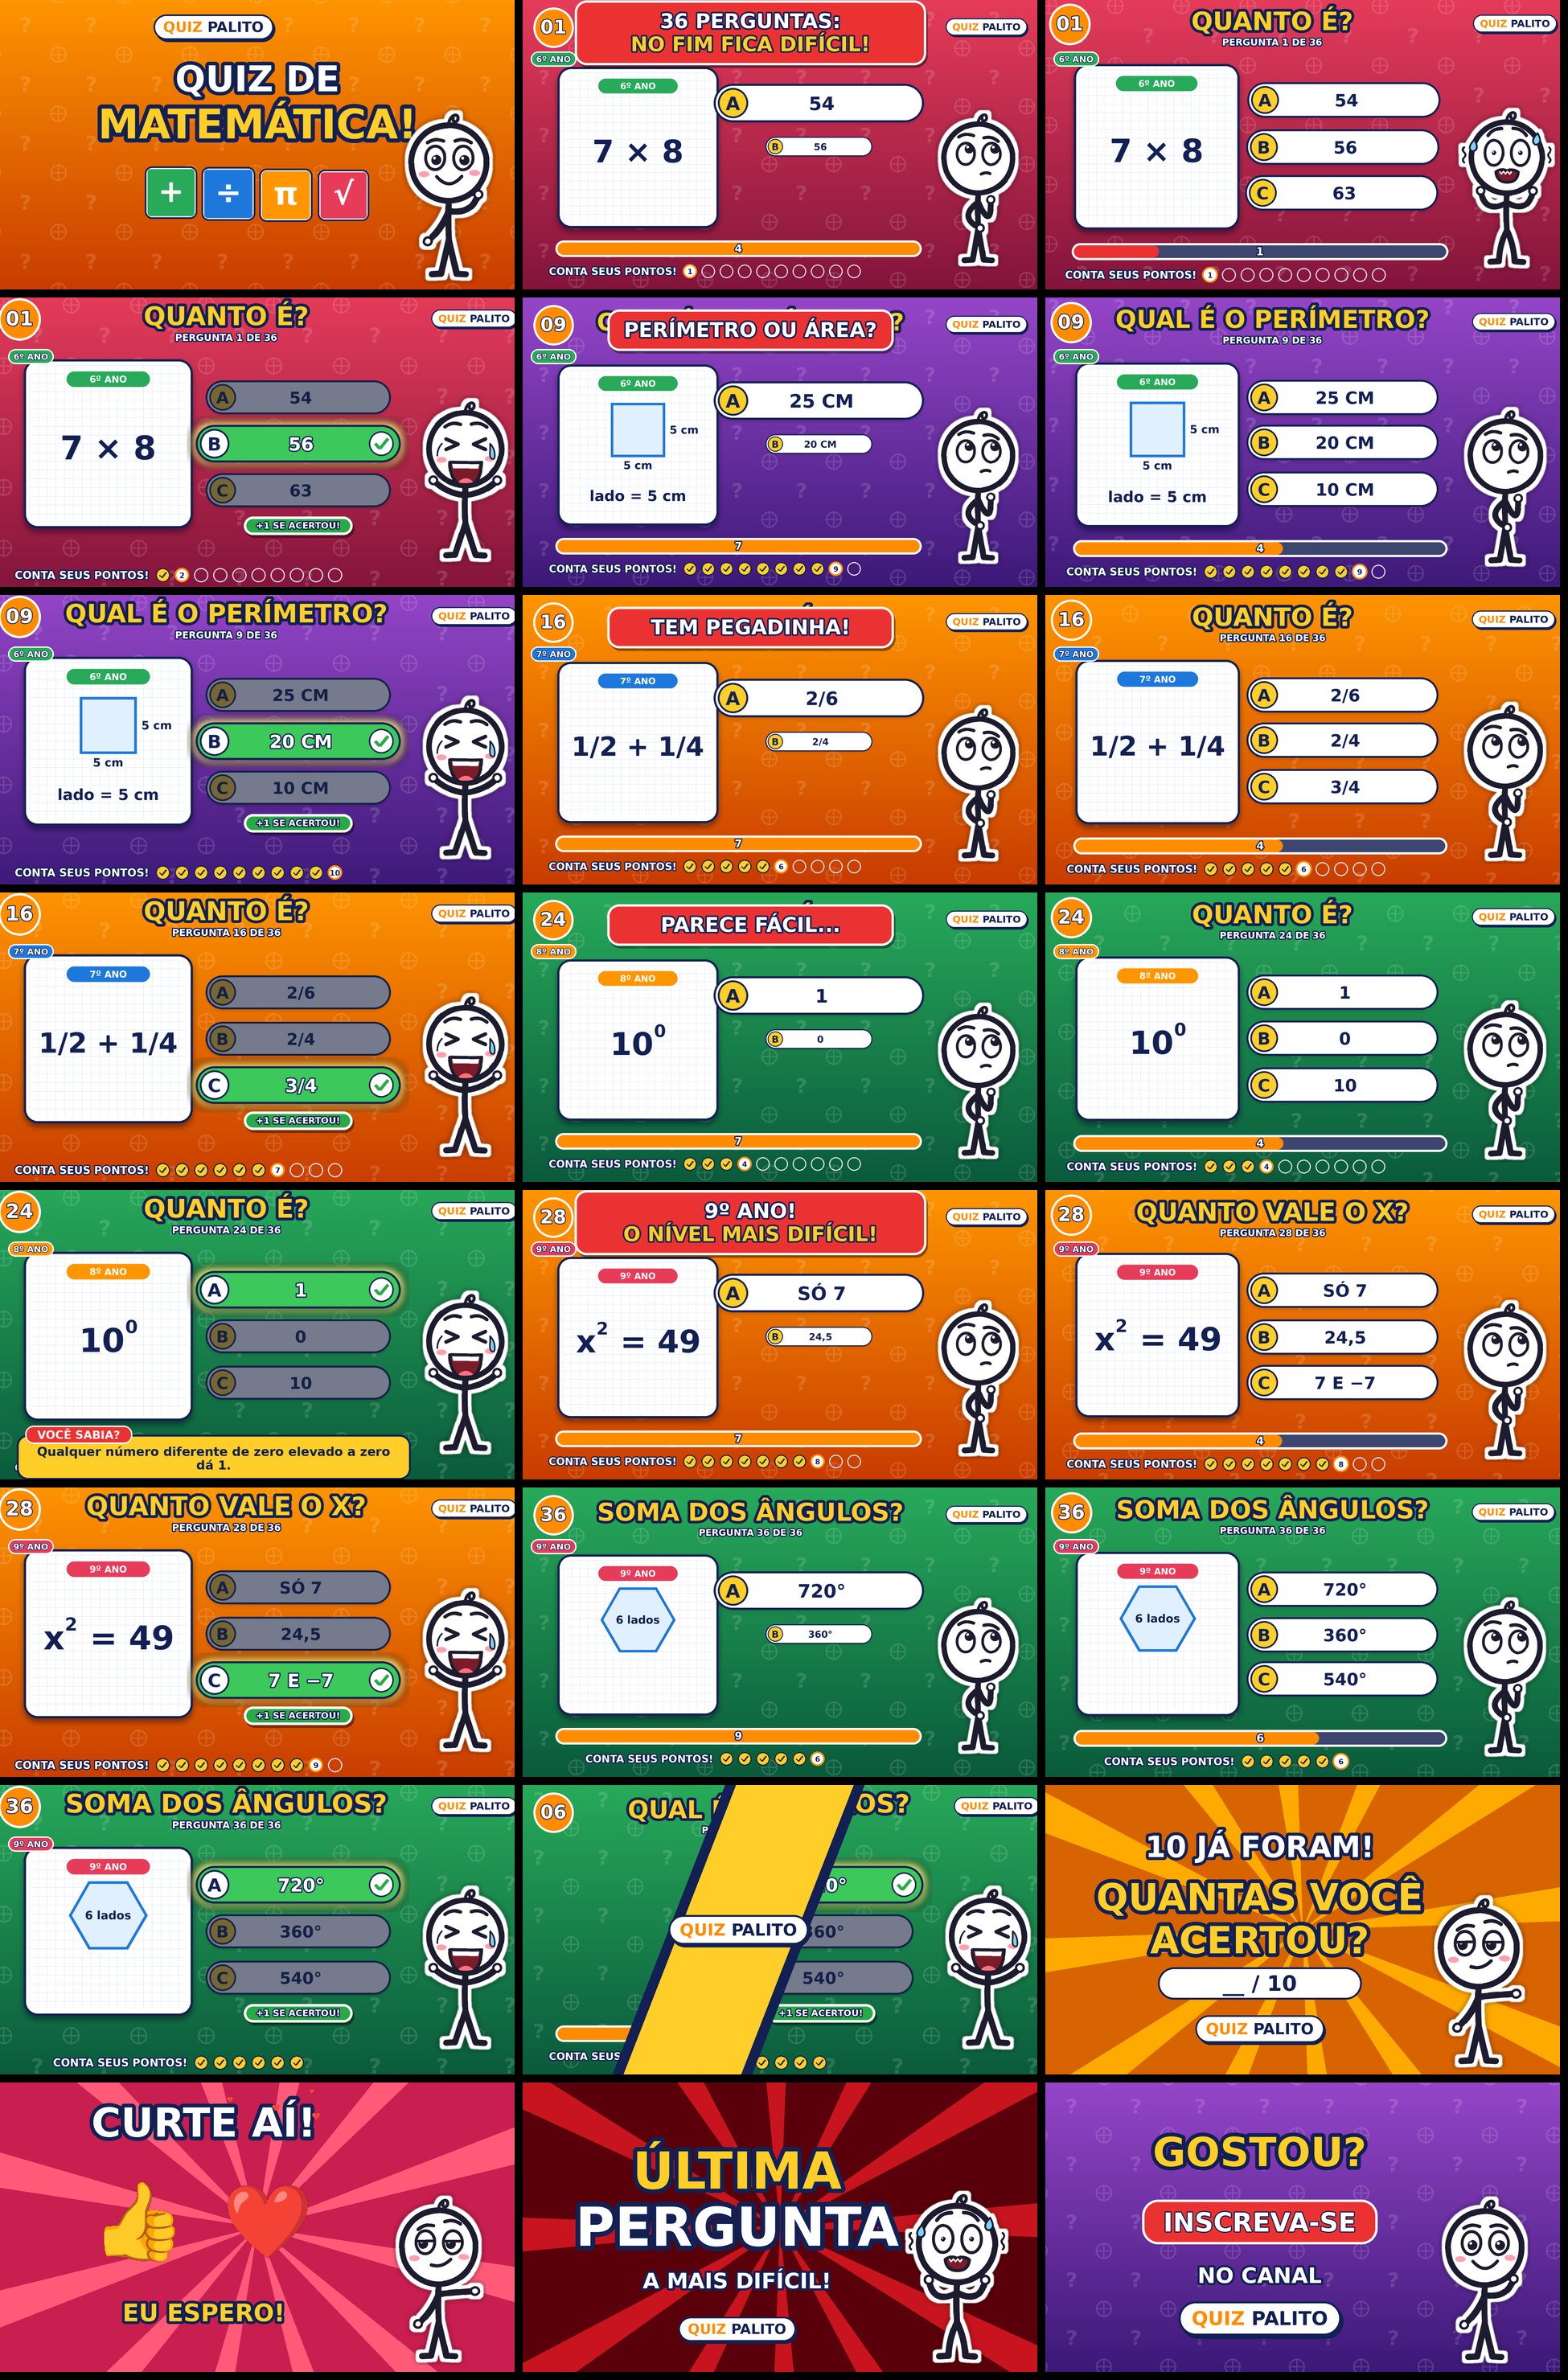 QUIZ PALITO
QUIZ DE
MATEMÁTICA!
+ ÷ π √
01
36 PERGUNTAS:
NO FIM FICA DIFÍCIL!
QUIZ PALITO
6º ANO
6º ANO
7 × 8
A 54
B 56
4
CONTA SEUS PONTOS! 1
01
QUANTO É?
PERGUNTA 1 DE 36
QUIZ PALITO
6º ANO
6º ANO
7 × 8
A 54
B 56
C 63
1
CONTA SEUS PONTOS! 1
01
QUANTO É?
PERGUNTA 1 DE 36
QUIZ PALITO
6º ANO
6º ANO
7 × 8
A 54
B 56
C 63
+1 SE ACERTOU!
CONTA SEUS PONTOS! 2
09
PERÍMETRO OU ÁREA?
QUIZ PALITO
6º ANO
6º ANO
5 cm
5 cm
lado = 5 cm
A 25 CM
B 20 CM
7
CONTA SEUS PONTOS! 9
09
QUAL É O PERÍMETRO?
PERGUNTA 9 DE 36
QUIZ PALITO
6º ANO
6º ANO
5 cm
5 cm
lado = 5 cm
A 25 CM
B 20 CM
C 10 CM
4
CONTA SEUS PONTOS! 9
09
QUAL É O PERÍMETRO?
PERGUNTA 9 DE 36
QUIZ PALITO
6º ANO
6º ANO
5 cm
5 cm
lado = 5 cm
A 25 CM
B 20 CM
C 10 CM
+1 SE ACERTOU!
CONTA SEUS PONTOS! 10
16
TEM PEGADINHA!
QUIZ PALITO
7º ANO
7º ANO
1/2 + 1/4
A 2/6
B 2/4
7
CONTA SEUS PONTOS! 6
16
QUANTO É?
PERGUNTA 16 DE 36
QUIZ PALITO
7º ANO
7º ANO
1/2 + 1/4
A 2/6
B 2/4
C 3/4
4
CONTA SEUS PONTOS! 6
16
QUANTO É?
PERGUNTA 16 DE 36
QUIZ PALITO
7º ANO
7º ANO
1/2 + 1/4
A 2/6
B 2/4
C 3/4
+1 SE ACERTOU!
CONTA SEUS PONTOS! 7
24
PARECE FÁCIL...
QUIZ PALITO
8º ANO
8º ANO
10⁰
A 1
B 0
7
CONTA SEUS PONTOS! 4
24
QUANTO É?
PERGUNTA 24 DE 36
QUIZ PALITO
8º ANO
8º ANO
10⁰
A 1
B 0
C 10
4
CONTA SEUS PONTOS! 4
24
QUANTO É?
PERGUNTA 24 DE 36
QUIZ PALITO
8º ANO
8º ANO
10⁰
A 1
B 0
C 10
VOCÊ SABIA?
Qualquer número diferente de zero elevado a zero
dá 1.
28
9º ANO!
O NÍVEL MAIS DIFÍCIL!
QUIZ PALITO
9º ANO
9º ANO
x² = 49
A SÓ 7
B 24,5
7
CONTA SEUS PONTOS! 8
28
QUANTO VALE O X?
PERGUNTA 28 DE 36
QUIZ PALITO
9º ANO
9º ANO
x² = 49
A SÓ 7
B 24,5
C 7 E −7
4
CONTA SEUS PONTOS! 8
28
QUANTO VALE O X?
PERGUNTA 28 DE 36
QUIZ PALITO
9º ANO
9º ANO
x² = 49
A SÓ 7
B 24,5
C 7 E −7
+1 SE ACERTOU!
CONTA SEUS PONTOS! 9
36
SOMA DOS ÂNGULOS?
PERGUNTA 36 DE 36
QUIZ PALITO
9º ANO
9º ANO
6 lados
A 720°
B 360°
9
CONTA SEUS PONTOS! 6
36
SOMA DOS ÂNGULOS?
PERGUNTA 36 DE 36
QUIZ PALITO
9º ANO
9º ANO
6 lados
A 720°
B 360°
C 540°
6
CONTA SEUS PONTOS! 6
36
SOMA DOS ÂNGULOS?
PERGUNTA 36 DE 36
QUIZ PALITO
9º ANO
9º ANO
6 lados
A 720°
B 360°
C 540°
+1 SE ACERTOU!
CONTA SEUS PONTOS!
06
QUAL
OS?
QUIZ PALITO
QUIZ PALITO
540°
+1 SE ACERTOU!
CONTA SEUS
10 JÁ FORAM!
QUANTAS VOCÊ
ACERTOU?
__ / 10
QUIZ PALITO
CURTE AÍ!
EU ESPERO!
ÚLTIMA
PERGUNTA
A MAIS DIFÍCIL!
QUIZ PALITO
GOSTOU?
INSCREVA-SE
NO CANAL
QUIZ PALITO